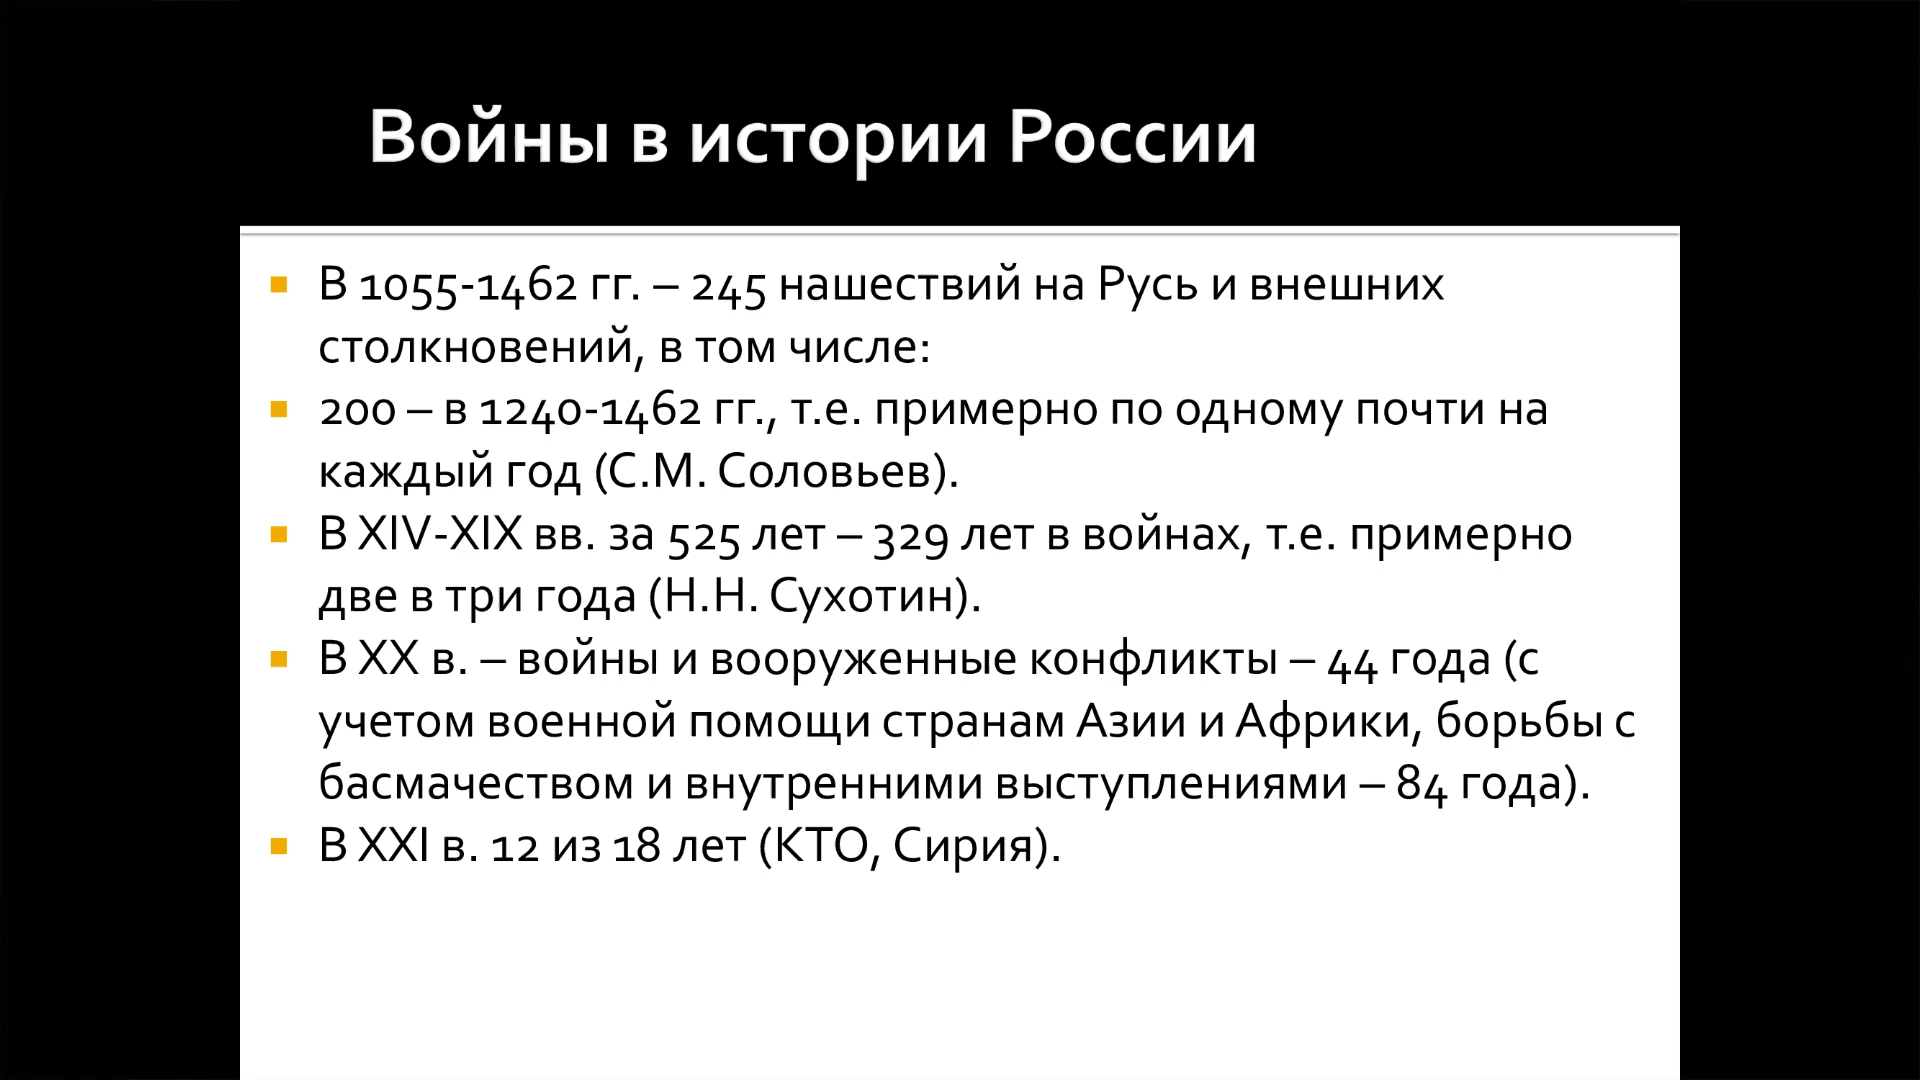 Войны в истории России
В 1055-1462 гг. – 245 нашествий на Русь и внешних
столкновений, в том числе:
200 – в 1240-1462 гг., т.е. примерно по одному почти на
каждый год (С.М. Соловьев).
В XIV-XIX вв. за 525 лет – 329 лет в войнах, т.е. примерно
две в три года (Н.Н. Сухотин).
В XX в. – войны и вооруженные конфликты – 44 года (с
учетом военной помощи странам Азии и Африки, борьбы с
басмачеством и внутренними выступлениями – 84 года).
В XXI в. 12 из 18 лет (КТО, Сирия).